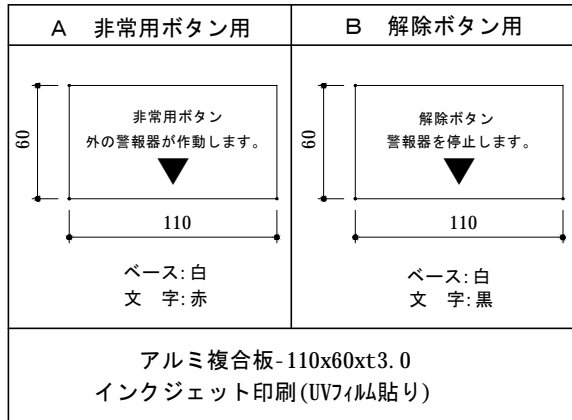 A 非常用ボタン用
60
非常用ボタン
外の警報器が作動します。
110
ベース:白
文 字:赤
B 解除ボタン用
60
解除ボタン
警報器を停止します。
110
ベース:白
文 字:黒
アルミ複合板-110x60xt3.0
インクジェット印刷(UVフィルム貼り)